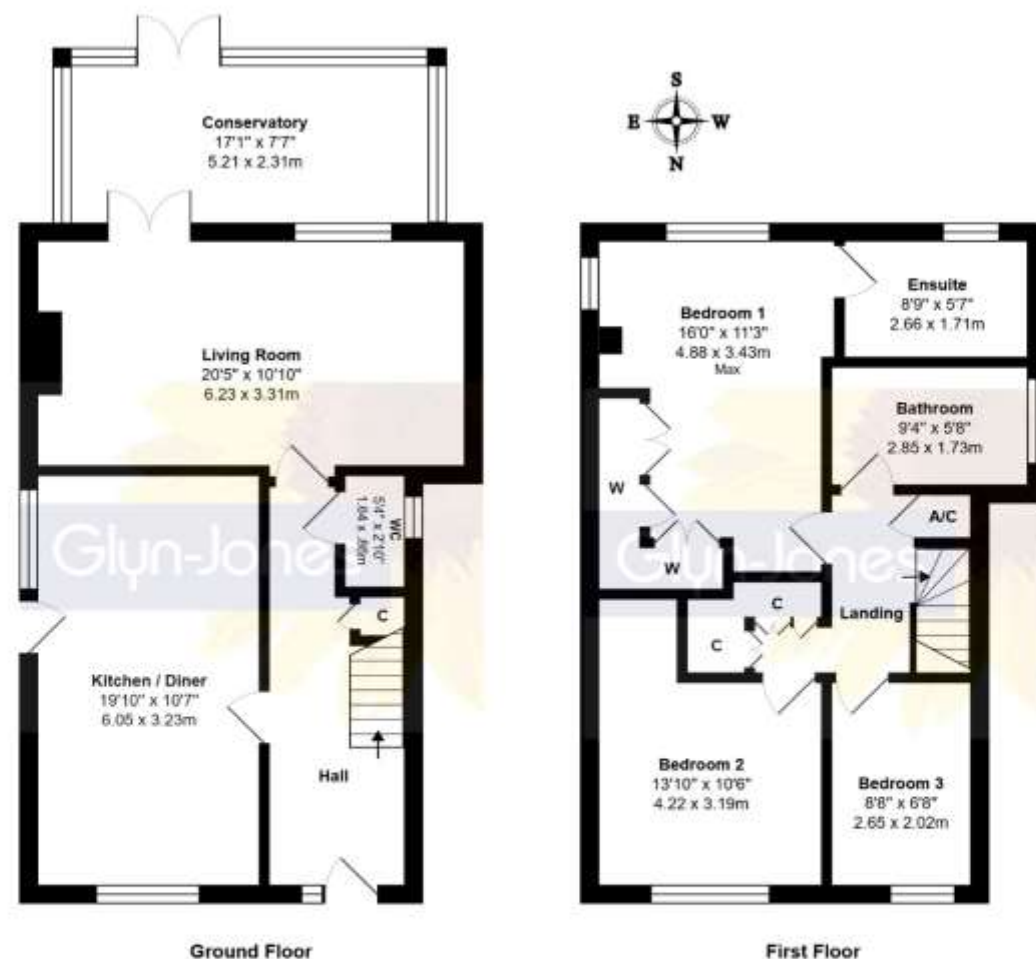 Conservatory
17'1" x 7'7"
5.21 x 2.31m
Living Room
20'5" x 10'10"
6.23 x 3.31m
WC
5'4" x 2'10"
1.64 x .86m
C
Kitchen / Diner
19'10" x 10'7"
6.05 x 3.23m
Hall
Glyn-Jones
Ground Floor
S
E W
N
Bedroom 1
16'0" x 11'3"
4.88 x 3.43m
Max
Ensuite
8'9" x 5'7"
2.66 x 1.71m
Bathroom
9'4" x 5'8"
2.85 x 1.73m
W
A/C
W
Glyn-Jones
C
Landing
C
Bedroom 2
13'10" x 10'6"
4.22 x 3.19m
Bedroom 3
8'8" x 6'8"
2.65 x 2.02m
First Floor